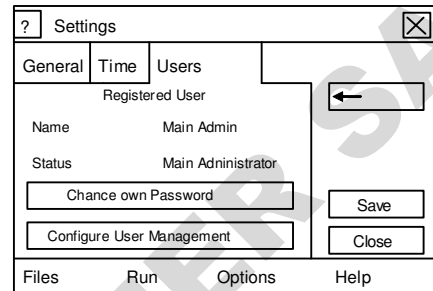 ? Settings
General Time Users
Registered User
Name Main Admin
Status Main Adninistrator
Chance own Password
Configure User Management
Save
Close
Files Run Options Help